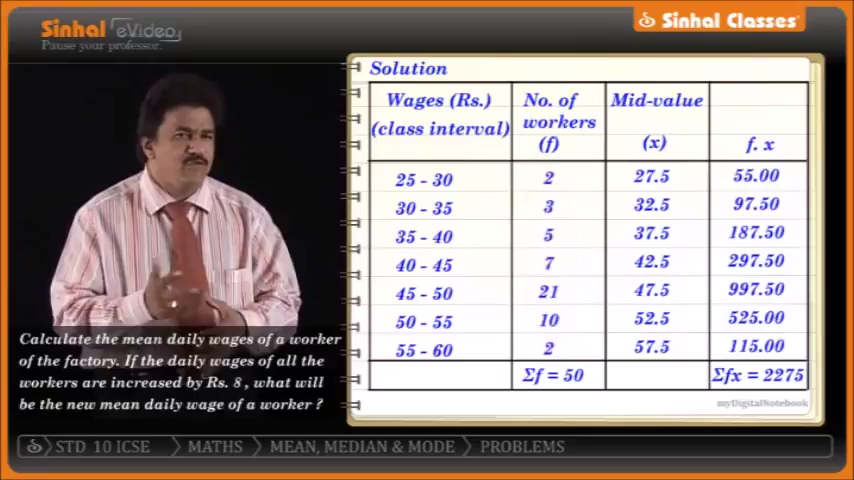 Sinhal eVideo
Pause your professor.
Sinhal Classes
Solution
Wages (Rs.) No. of Mid-value
(class interval) workers
(f) (x) f. x
25 - 30 2 27.5 55.00
30 - 35 3 32.5 97.50
35 - 40 5 37.5 187.50
40 - 45 7 42.5 297.50
45 - 50 21 47.5 997.50
50 - 55 10 52.5 525.00
55 - 60 2 57.5 115.00
Σf = 50 Σfx = 2275
myDigitalNotebook
Calculate the mean daily wages of a worker
of the factory. If the daily wages of all the
workers are increased by Rs. 8 , what will
be the new mean daily wage of a worker ?
STD 10 ICSE MATHS MEAN, MEDIAN & MODE PROBLEMS